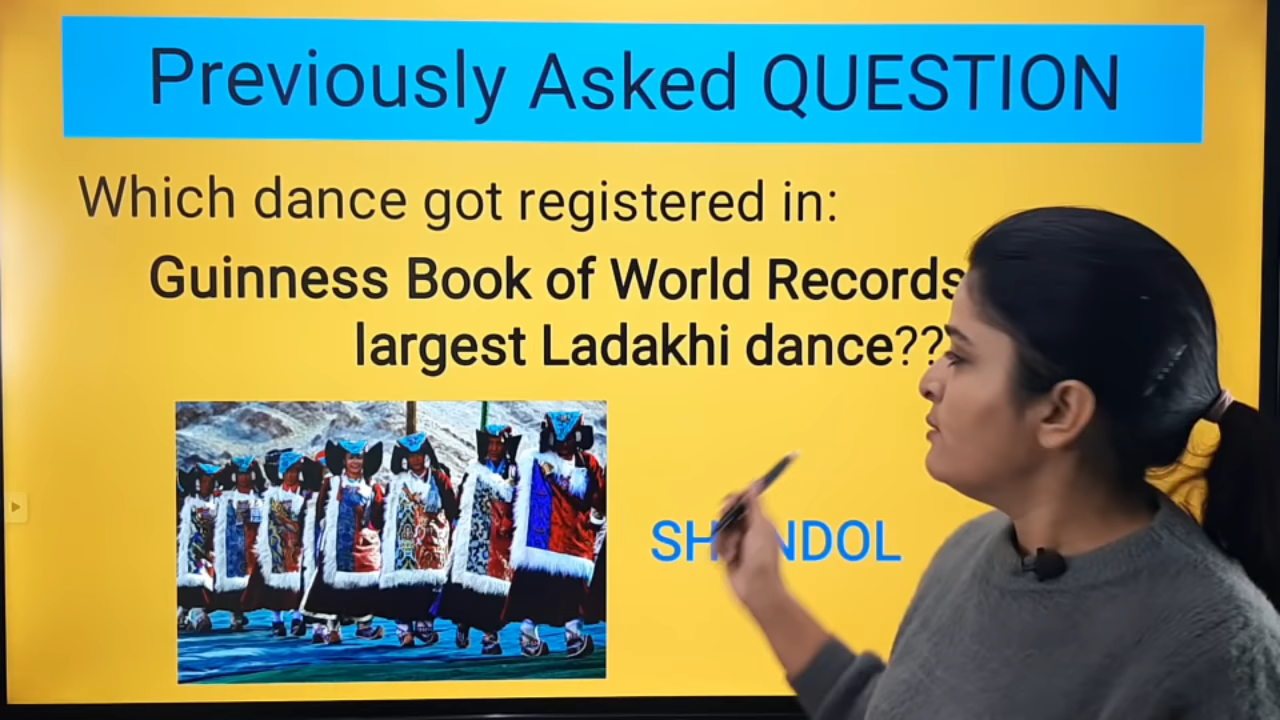 Previously Asked QUESTION
Which dance got registered in:
Guinness Book of World Records
largest Ladakhi dance??